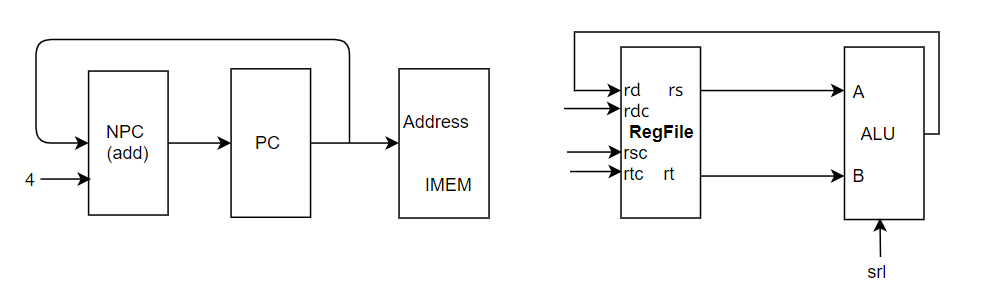 NPC
(add)
4
PC
Address
IMEM
rd rs
rdc
RegFile
rsc
rtc rt
A
ALU
B
srl